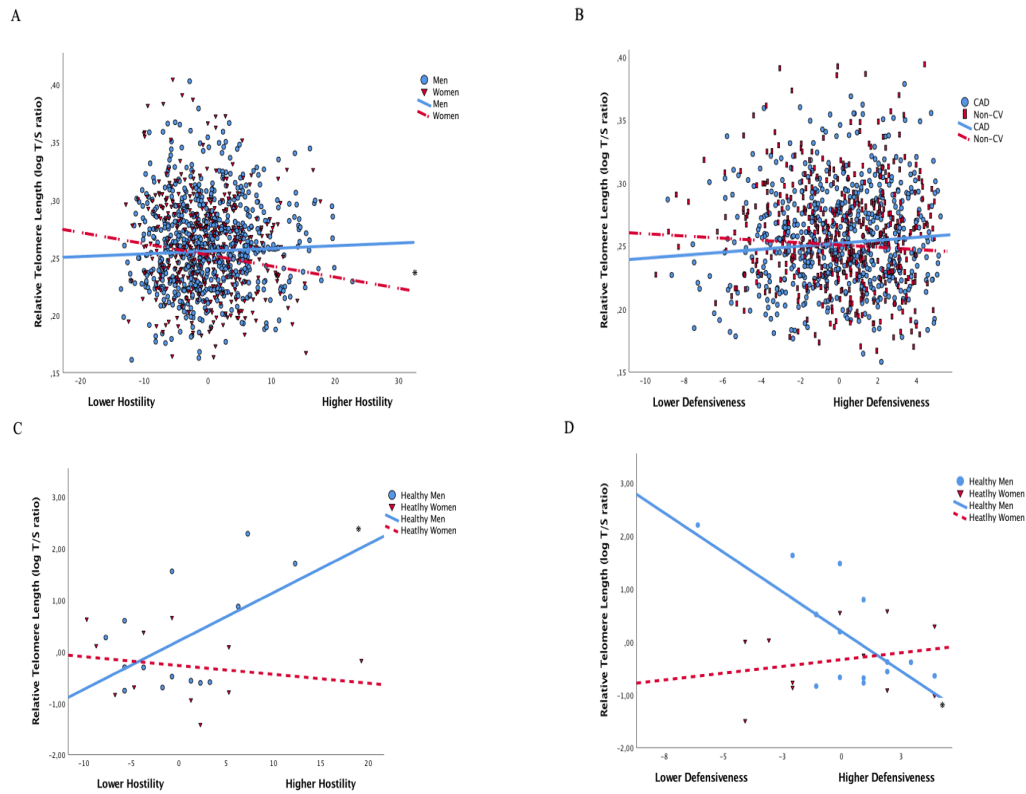 A
Relative Telomere Length (log T/S ratio)
,40
,35
,30
,25
,20
,15
-20
-10
0
10
20
30
Lower Hostility
Higher Hostility
Men
Women
Men
Women
*
B
Relative Telomere Length (log T/S ratio)
,40
,35
,30
,25
,20
,15
-10
-8
-6
-4
-2
0
2
4
Lower Defensiveness
Higher Defensiveness
CAD
Non-CV
CAD
Non-CV
C
Relative Telomere Length (log T/S ratio)
3,00
2,00
1,00
,00
-1,00
-2,00
-10
-5
0
5
10
15
20
Lower Hostility
Higher Hostility
Healthy Men
Heatlhy Women
Healthy Men
Heatlhy Women
*
D
Relative Telomere Length (log T/S ratio)
3,00
2,00
1,00
,00
-1,00
-2,00
-8
-5
-3
0
3
Lower Defensiveness
Higher Defensiveness
Healthy Men
Heatlhy Women
Healthy Men
Heatlhy Women
*